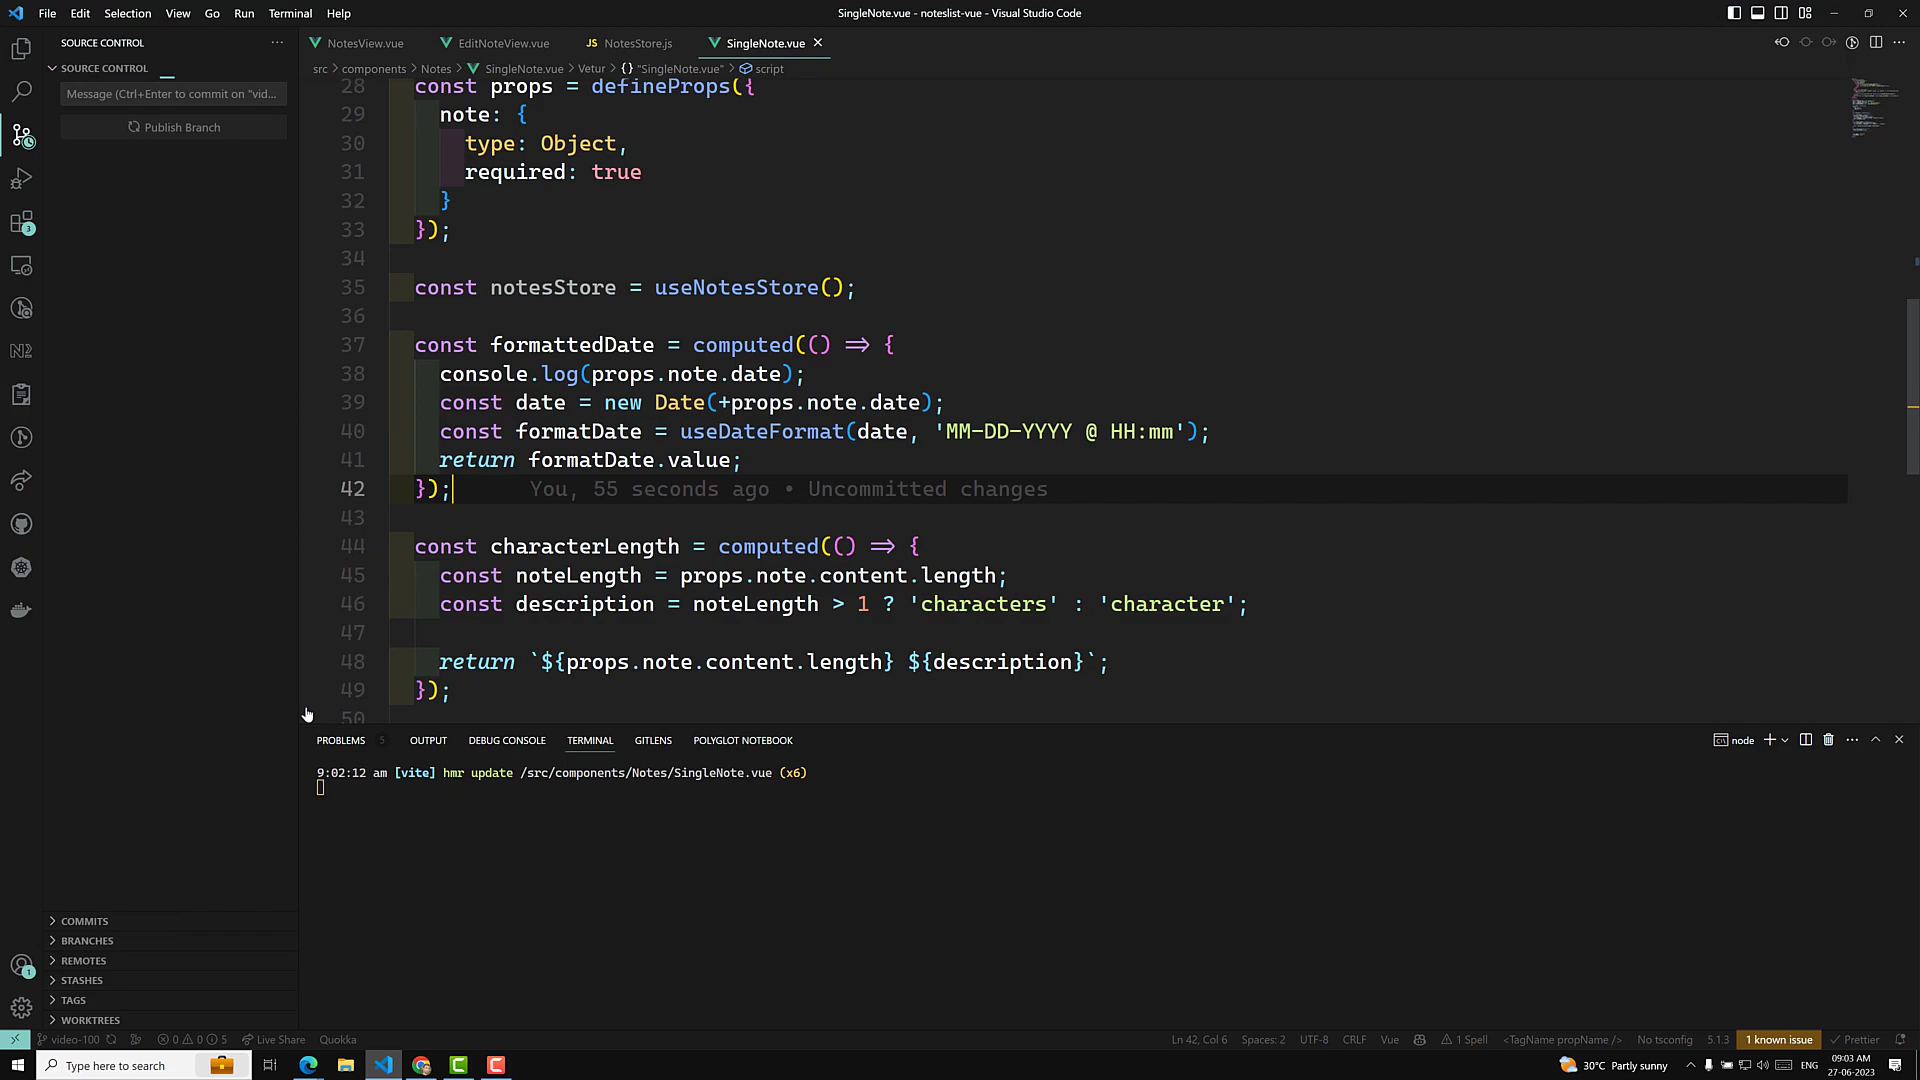 File Edit Selection View Go Run Terminal Help
SingleNote.vue - noteslist-vue - Visual Studio Code
SOURCE CONTROL
NotesView.vue
EditNoteView.vue
JS NotesStore.js
SingleNote.vue
SOURCE CONTROL
src > components > Notes > SingleNote.vue > Vetur > {} "SingleNote.vue" > script
Message (Ctrl+Enter to commit on "vid...
Publish Branch
28 const props = defineProps({
29 note: {
30 type: Object,
31 required: true
32 }
33 });
34
35 const notesStore = useNotesStore();
36
37 const formattedDate = computed(() => {
38 console.log(props.note.date);
39 const date = new Date(+props.note.date);
40 const formatDate = useDateFormat(date, 'MM-DD-YYYY @ HH:mm');
41 return formatDate.value;
42 }); You, 55 seconds ago • Uncommitted changes
43
44 const characterLength = computed(() => {
45 const noteLength = props.note.content.length;
46 const description = noteLength > 1 ? 'characters' : 'character';
47
48 return `${props.note.content.length} ${description}`;
49 });
50
3
N2
1
PROBLEMS 5 OUTPUT DEBUG CONSOLE TERMINAL GITLENS POLYGLOT NOTEBOOK
node
9:02:12 am [vite] hmr update /src/components/Notes/SingleNote.vue (x6)
COMMITS
BRANCHES
REMOTES
STASHES
TAGS
WORKTREES
video-100 0 0 5 Live Share Quokka
Ln 42, Col 6 Spaces: 2 UTF-8 CRLF Vue 1 Spell <TagName propName /> No tsconfig 5.1.3 1 known issue Prettier
Type here to search
30°C Partly sunny
ENG
09:03 AM
27-06-2023